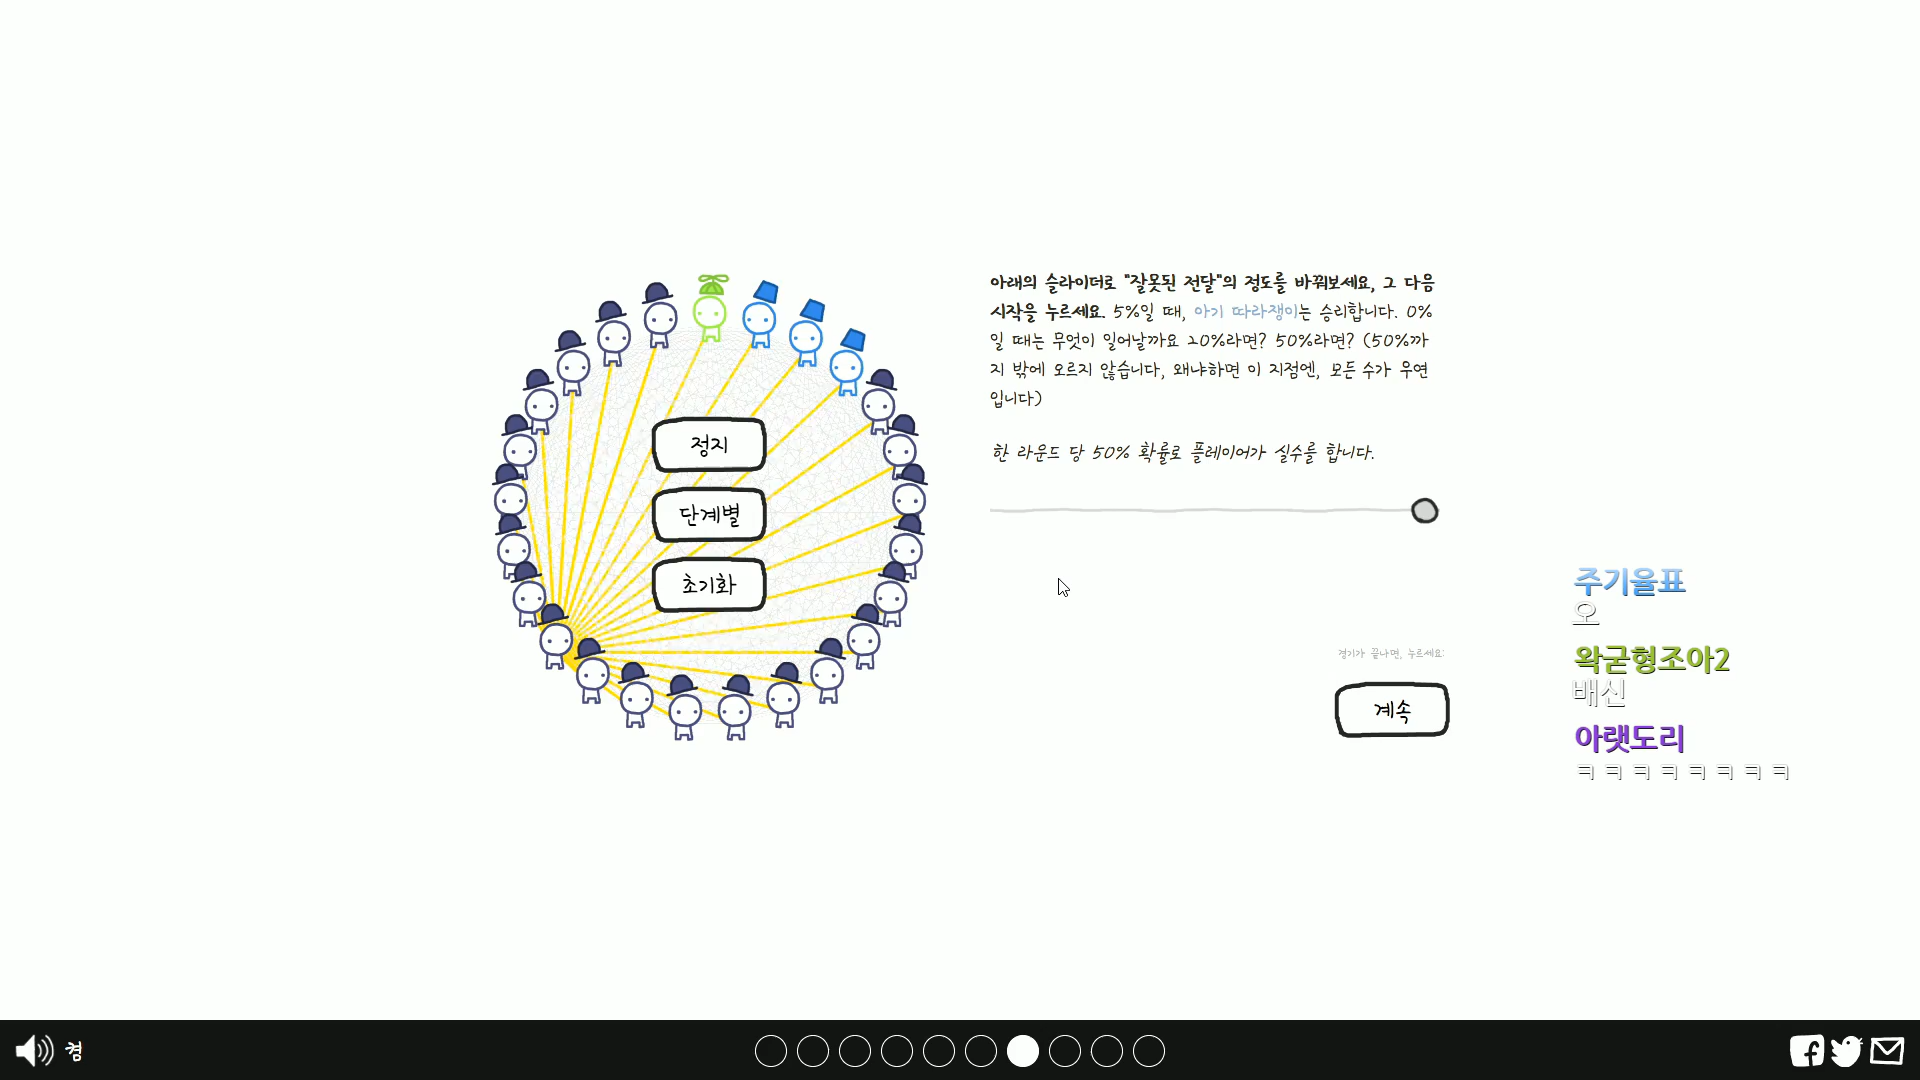 아래의 슬라이더로 "잘못된 전달"의 정도를 바꿔보세요, 그 다음
시작을 누르세요. 5%일 때, 아기 따라쟁이는 승리합니다. 0%
일 때는 무엇이 일어날까요 20%라면? 50%라면? (50%까
지 밖에 오르지 않습니다, 왜냐하면 이 지점엔, 모든 수가 우연
입니다)
한 라운드 당 50% 확률로 플레이어가 실수를 합니다.
정지
단계별
초기화
경기가 끝나면, 누르세요:
계속
주기율표
오
왁굳형조아2
배신
아랫도리
ㅋㅋㅋㅋㅋㅋㅋㅋ
켬